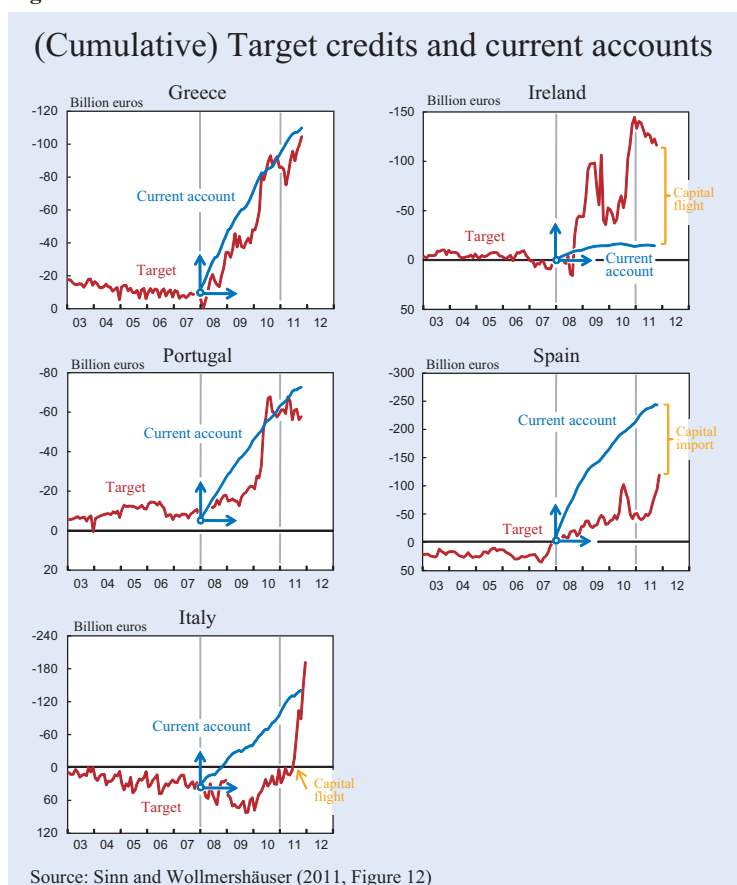 (Cumulative) Target credits and current accounts
Greece
Billion euros
-120
-100
-80
-60
-40
-20
0
Current account
Target
03 04 05 06 07 08 09 10 11 12
Ireland
Billion euros
-150
-100
-50
0
50
Target
Capital
flight
Current
account
03 04 05 06 07 08 09 10 11 12
Portugal
Billion euros
-80
-60
-40
-20
0
20
Current account
Target
03 04 05 06 07 08 09 10 11 12
Spain
Billion euros
-300
-250
-200
-150
-100
-50
0
50
Current account
Capital
import
Target
03 04 05 06 07 08 09 10 11 12
Italy
Billion euros
-240
-180
-120
-60
0
60
120
Current account
Target
Capital
flight
03 04 05 06 07 08 09 10 11 12
Source: Sinn and Wollmershäuser (2011, Figure 12)